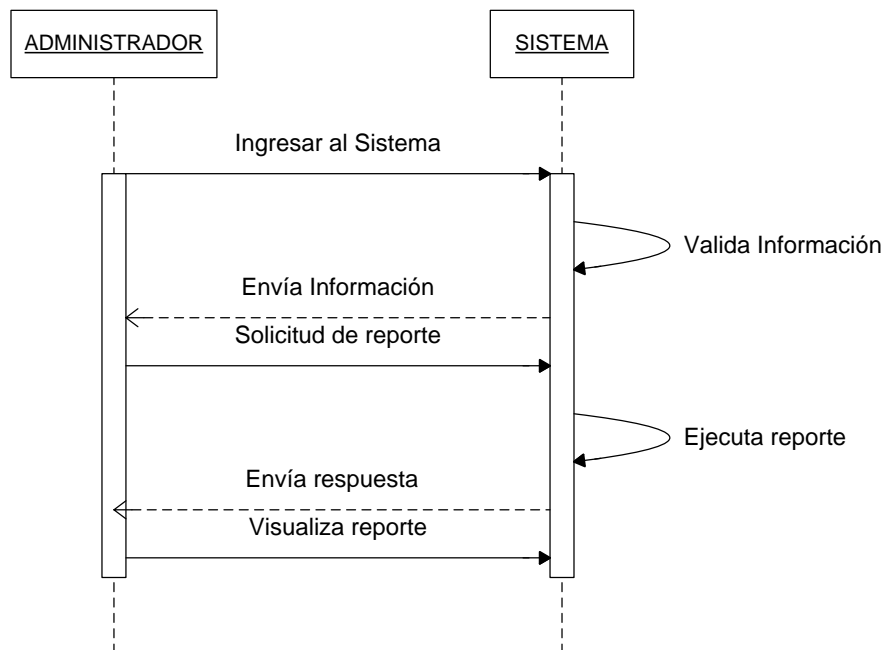 ADMINISTRADOR
SISTEMA
Ingresar al Sistema
Valida Información
Envía Información
Solicitud de reporte
Ejecuta reporte
Envía respuesta
Visualiza reporte